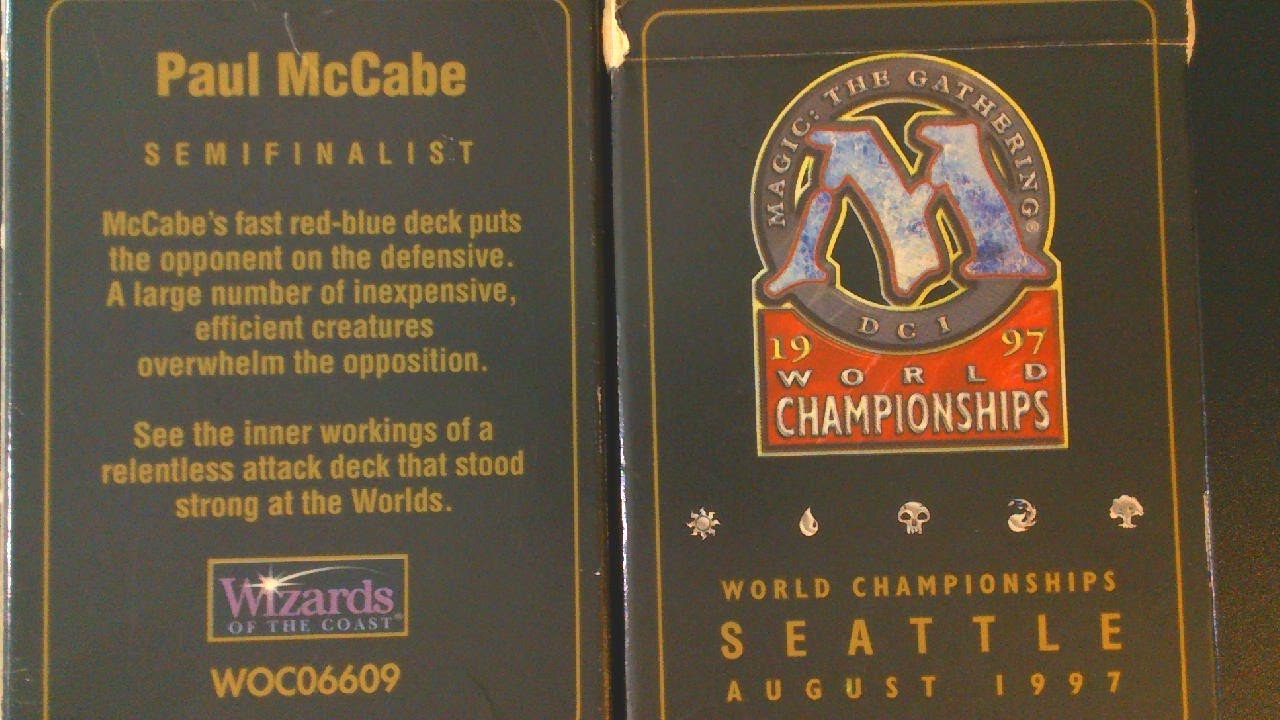 Paul McCabe
SEMIFINALIST
McCabe's fast red-blue deck puts
the opponent on the defensive.
A large number of inexpensive,
efficient creatures
overwhelm the opposition.
See the inner workings of a
relentless attack deck that stood
strong at the Worlds.
Wizards
OF THE COAST®
WOC06609
MAGIC: THE GATHERING®
M
DCI
19 97
WORLD
CHAMPIONSHIPS
WORLD CHAMPIONSHIPS
SEATTLE
AUGUST 1997